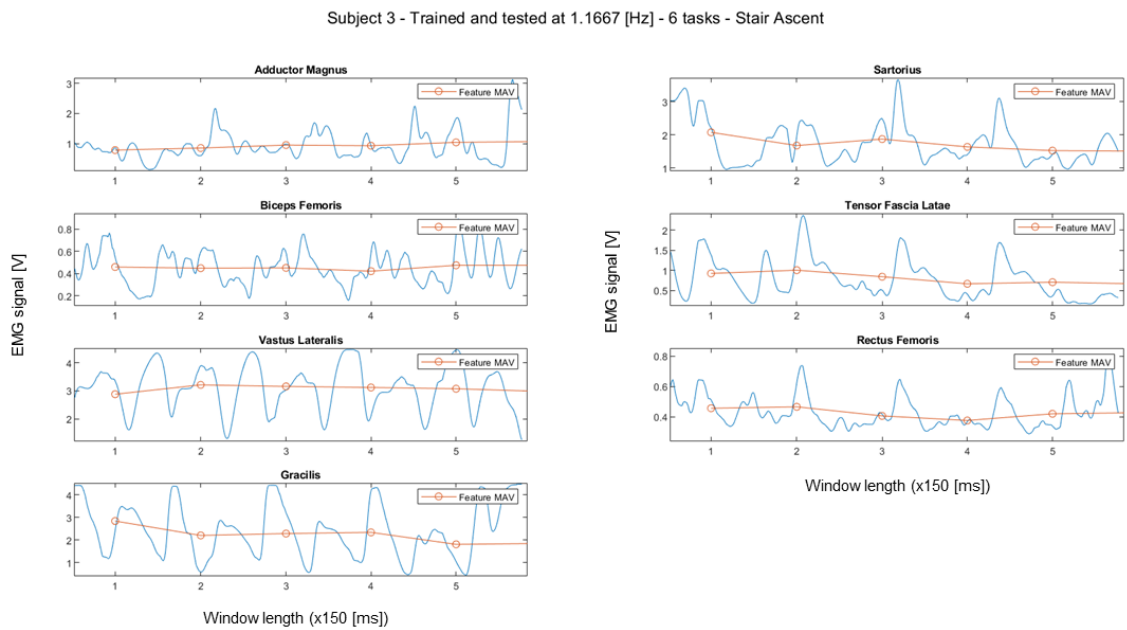 Subject 3 - Trained and tested at 1.1667 [Hz] - 6 tasks - Stair Ascent
EMG signal [V]
Adductor Magnus
Feature MAV
3
2
1
1 2 3 4 5
Biceps Femoris
Feature MAV
0.8
0.6
0.4
0.2
1 2 3 4 5
Vastus Lateralis
Feature MAV
4
3
2
1 2 3 4 5
Gracilis
Feature MAV
4
3
2
1
1 2 3 4 5
Window length (x150 [ms])
EMG signal [V]
Sartorius
Feature MAV
3
2
1
1 2 3 4 5
Tensor Fascia Latae
Feature MAV
2
1.5
1
0.5
1 2 3 4 5
Rectus Femoris
Feature MAV
0.8
0.6
0.4
1 2 3 4 5
Window length (x150 [ms])